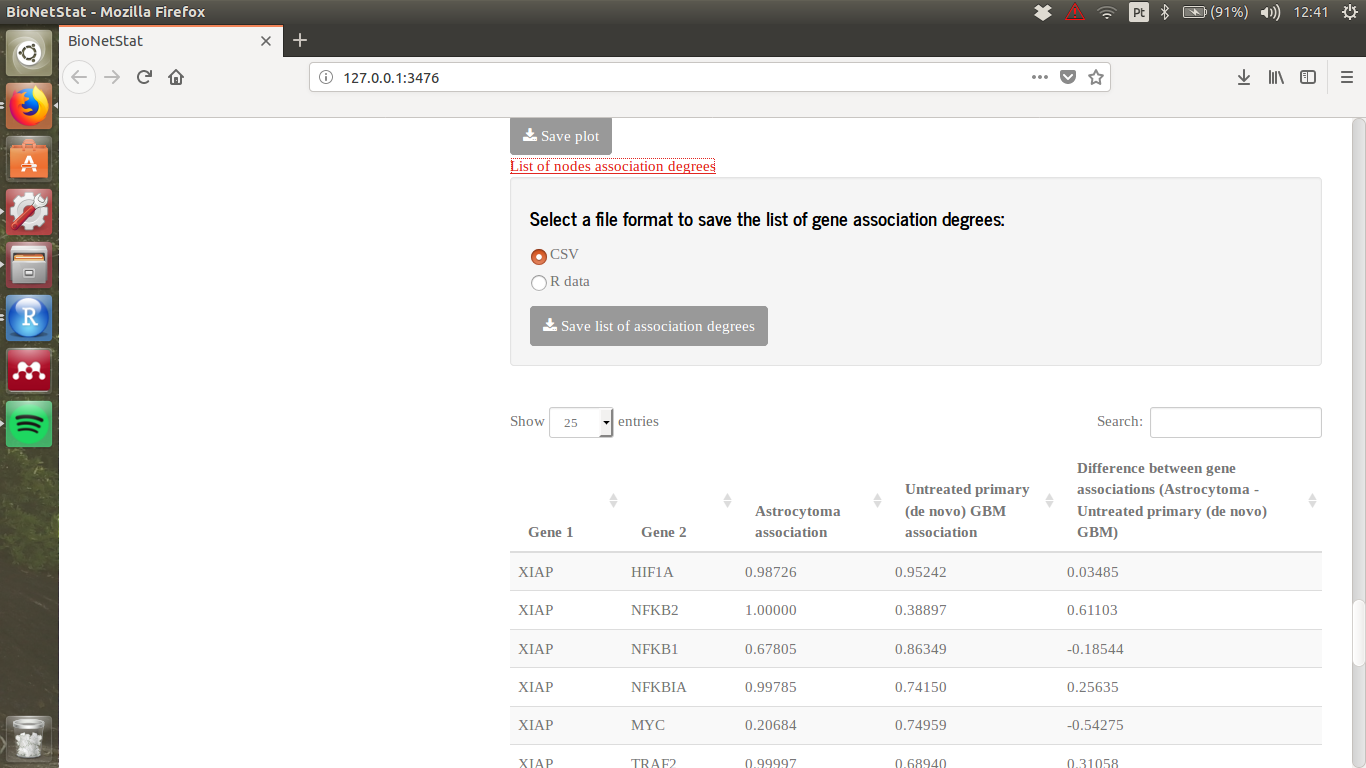 BioNetStat - Mozilla Firefox
Pt
(91%)
12:41
BioNetStat
127.0.0.1:3476
Save plot
List of nodes association degrees
Select a file format to save the list of gene association degrees:
CSV
R data
Save list of association degrees
Show 25 entries
Search:
Gene 1
Gene 2
Astrocytoma
association
Untreated primary
(de novo) GBM
association
Difference between gene
associations (Astrocytoma -
Untreated primary (de novo)
GBM)
XIAP HIF1A 0.98726 0.95242 0.03485
XIAP NFKB2 1.00000 0.38897 0.61103
XIAP NFKB1 0.67805 0.86349 -0.18544
XIAP NFKBIA 0.99785 0.74150 0.25635
XIAP MYC 0.20684 0.74959 -0.54275
XIAP TRAF2 0.99997 0.68940 0.31058